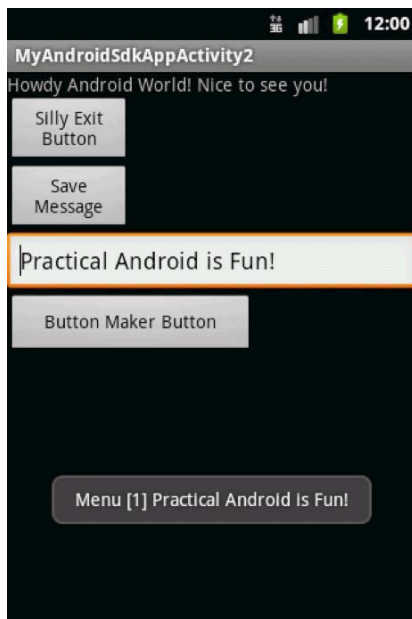 3G 12:00
MyAndroidSdkAppActivity2
Howdy Android World! Nice to see you!
Silly Exit
Button
Save
Message
Practical Android is Fun!
Button Maker Button
Menu [1] Practical Android is Fun!